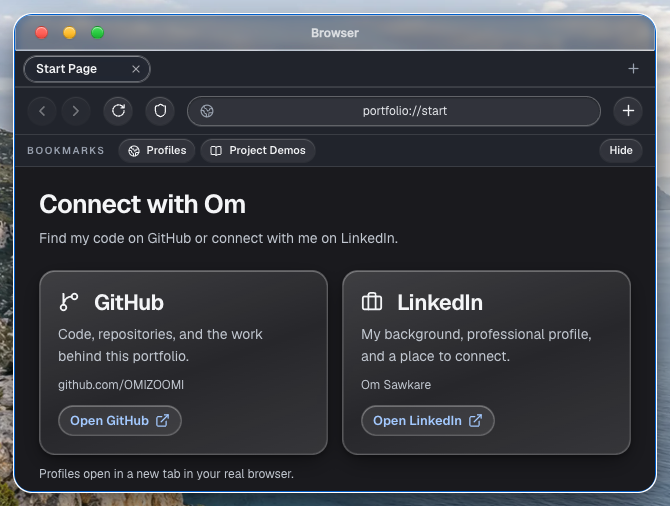 Browser
Start Page
portfolio://start
BOOKMARKS Profiles Project Demos Hide
Connect with Om
Find my code on GitHub or connect with me on LinkedIn.
GitHub
Code, repositories, and the work
behind this portfolio.
github.com/OMIZOOMI
Open GitHub
LinkedIn
My background, professional profile,
and a place to connect.
Om Sawkare
Open LinkedIn
Profiles open in a new tab in your real browser.